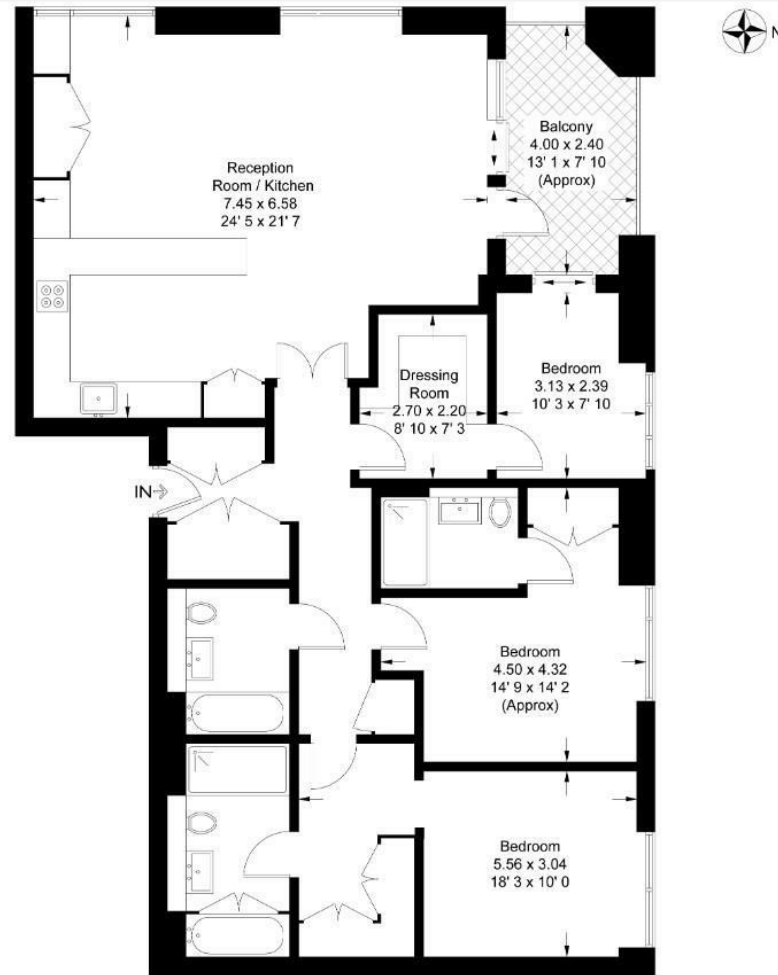 N
Reception
Room / Kitchen
7.45 x 6.58
24' 5 x 21' 7
Balcony
4.00 x 2.40
13' 1 x 7' 10
(Approx)
Dressing
Room
2.70 x 2.20
8' 10 x 7' 3
Bedroom
3.13 x 2.39
10' 3 x 7' 10
IN
Bedroom
4.50 x 4.32
14' 9 x 14' 2
(Approx)
Bedroom
5.56 x 3.04
18' 3 x 10' 0